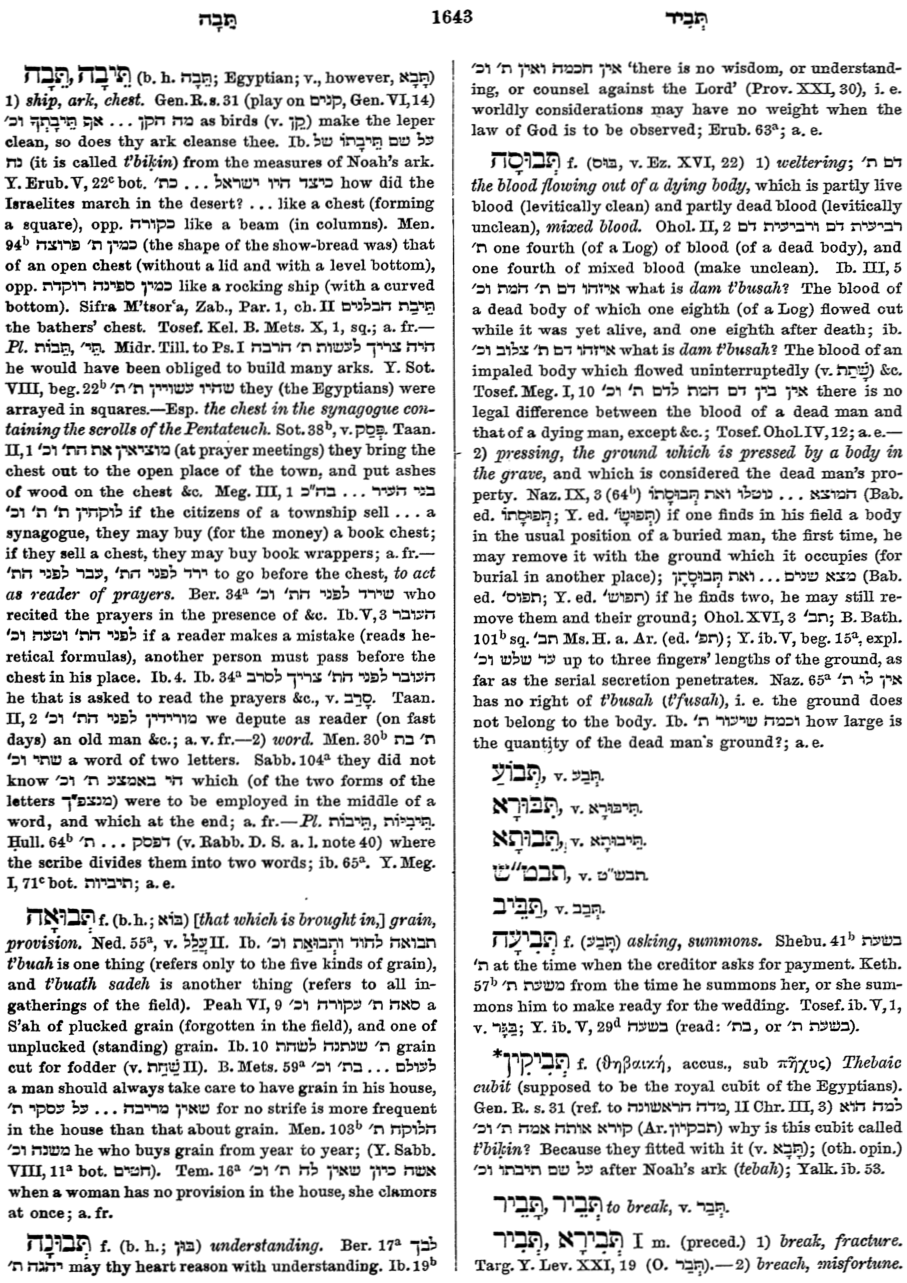 תֵּבָה 1643 תְּבִיר
תֵּיבָה, תֵּבָה (b. h. תֵּבָה; Egyptian; v., however, תְּבָא)
1) ship, ark, chest. Gen. R. s. 31 (play on קנים, Gen. VI, 14)
מה הקן ... אף תֵּיבָתְךָ וכ׳ as birds (v. קֵן) make the leper
clean, so does thy ark cleanse thee. Ib. על שם תֵּיבָתוֹ של
נח (it is called t’biḳin) from the measures of Noah’s ark.
Y. Erub. V, 22ᶜ bot. כיצד היו ישראל ... כת׳ how did the
Israelites march in the desert? ... like a chest (forming
a square), opp. כקורה like a beam (in columns). Men.
94ᵇ כמין ת׳ פרוצה (the shape of the show-bread was) that
of an open chest (without a lid and with a level bottom),
opp. כמין ספינה רוקדת like a rocking ship (with a curved
bottom). Sifra M’tsorʿa, Zab., Par. 1, ch. II תֵּיבַת הבלנים
the bathers’ chest. Tosef. Kel. B. Mets. X, 1, sq.; a. fr.—
Pl. תֵּבוֹת, תֵּי׳. Midr. Till. to Ps. I היה צריך לעשות ת׳ הרבה
he would have been obliged to build many arks. Y. Sot.
VIII, beg. 22ᵇ שהיו עשויין ת׳ ת׳ they (the Egyptians) were
arrayed in squares.—Esp. the chest in the synagogue con-
taining the scrolls of the Pentateuch. Sot. 38ᵇ, v. פָּסַק. Taan.
II, 1 מוציאין את הת׳ וכ׳ (at prayer meetings) they bring the
chest out to the open place of the town, and put ashes
of wood on the chest &c. Meg. III, 1 בני העיר ... בה״כ
לוקחין ת׳ ת׳ וכ׳ if the citizens of a township sell ... a
synagogue, they may buy (for the money) a book chest;
if they sell a chest, they may buy book wrappers; a. fr.—
ירד לפני הת׳, עבר לפני הת׳ to go before the chest, to act
as reader of prayers. Ber. 34ᵃ שירד לפני הת׳ וכ׳ who
recited the prayers in the presence of &c. Ib. V, 3 העובר
לפני הת׳ וטעה וכ׳ if a reader makes a mistake (reads he-
retical formulas), another person must pass before the
chest in his place. Ib. 4. Ib. 34ᵃ העובר לפני הת׳ צריך לסרב
he that is asked to read the prayers &c., v. סָרַב. Taan.
II, 2 מורידין לפני הת׳ וכ׳ we depute as reader (on fast
days) an old man &c.; a. v. fr.—2) word. Men. 30ᵇ ת׳ בת
שתי וכ׳ a word of two letters. Sabb. 104ᵃ they did not
know הי באמצע ת׳ וכ׳ which (of the two forms of the
letters מנצפ״ך) were to be employed in the middle of a
word, and which at the end; a. fr.—Pl. תֵּיבוֹת, תֵּיבִיּוֹת.
Ḥull. 64ᵇ דפסק ... ת׳ (v. Rabb. D. S. a. l. note 40) where
the scribe divides them into two words; ib. 65ᵃ. Y. Meg.
I, 71ᶜ bot. תיביות; a. e.
תְּבוּאָה f. (b. h.; בּוֹא) [that which is brought in,] grain,
provision. Ned. 55ᵃ, v. עֲלַל II. Ib. תבואה לחוד ותְבוּאַת וכ׳
t’buah is one thing (refers only to the five kinds of grain),
and t’buath sadeh is another thing (refers to all in-
gatherings of the field). Peah VI, 9 סאה ת׳ עקורה וכ׳ a
S’ah of plucked grain (forgotten in the field), and one of
unplucked (standing) grain. Ib. 10 ת׳ שנתנה לשחת grain
cut for fodder (v. שַׁחַת II). B. Mets. 59ᵃ לעולם ... בת׳ וכ׳
a man should always take care to have grain in his house,
שאין מריבה ... על עסקי ת׳ for no strife is more frequent
in the house than that about grain. Men. 103ᵇ הלוקח ת׳
משנה וכ׳ he who buys grain from year to year; (Y. Sabb.
VIII, 11ᵃ bot. חטים). Tem. 16ᵃ אשה כיון שאין לה ת׳ וכ׳
when a woman has no provision in the house, she clamors
at once; a. fr.
תְּבוּנָה f. (b. h.; בּוּן) understanding. Ber. 17ᵃ לבך
יהגה ת׳ may thy heart reason with understanding. Ib. 19ᵇ
אין חכמה ואין ת׳ וכ׳ ‘there is no wisdom, or understand-
ing, or counsel against the Lord’ (Prov. XXI, 30), i. e.
worldly considerations may have no weight when the
law of God is to be observed; Erub. 63ᵃ; a. e.
תְּבוּסָה f. (בּוּס, v. Ez. XVI, 22) 1) weltering; דם ת׳
the blood flowing out of a dying body, which is partly live
blood (levitically clean) and partly dead blood (levitically
unclean), mixed blood. Ohol. II, 2 רביעית דם ורביעית דם
ת׳ one fourth (of a Log) of blood (of a dead body), and
one fourth of mixed blood (make unclean). Ib. III, 5
איזהו דם ת׳ המת וכ׳ what is dam t’busah? The blood of
a dead body of which one eighth (of a Log) flowed out
while it was yet alive, and one eighth after death; ib.
איזהו דם ת׳ צלוב וכ׳ what is dam t’busah? The blood of an
impaled body which flowed uninterruptedly (v. שָׁתַת) &c.
Tosef. Meg. I, 10 אין בין דם המת לדם ת׳ וכ׳ there is no
legal difference between the blood of a dead man and
that of a dying man, except &c.; Tosef. Ohol. IV, 12; a. e.—
2) pressing, the ground which is pressed by a body in
the grave, and which is considered the dead man’s pro-
perty. Naz. IX, 3 (64ᵇ) המוצא ... נוטלו ואת תְּבוּסָתוֹ (Bab.
ed. תְּפוּסָתוֹ; Y. ed. תְּפוּשָׂ׳) if one finds in his field a body
in the usual position of a buried man, the first time, he
may remove it with the ground which it occupies (for
burial in another place); מצא שנים ... ואת תְּבוּסָתָן (Bab.
ed. תפוס׳; Y. ed. תפוש׳) if he finds two, he may still re-
move them and their ground; Ohol. XVI, 3 תב׳; B. Bath.
101ᵇ sq. תב׳ Ms. H. a. Ar. (ed. תפ׳); Y. ib. V, beg. 15ᵃ, expl.
עד שלש וכ׳ up to three fingers’ lengths of the ground, as
far as the serial secretion penetrates. Naz. 65ᵃ אין לו ת׳
has no right of t’busah (t’fusah), i. e. the ground does
not belong to the body. Ib. וכמה שיעור ת׳ how large is
the quantity of the dead man’s ground?; a. e.
תְּבוֹעַ, v. תְּבַע.
תִּבּוּרָא, v. תִּיבּוּרָא.
תֵּבוּתָא, v. תֵּיבוּתָא.
תבט״ש, v. תבש״ט.
תַּבִּיב, v. תְּבַב.
תְּבִיעָה f. (תָּבַע) asking, summons. Shebu. 41ᵇ בשעת
ת׳ at the time when the creditor asks for payment. Keth.
57ᵇ משעת ת׳ from the time he summons her, or she sum-
mons him to make ready for the wedding. Tosef. ib. V, 1,
v. בַּגָּר; Y. ib. V, 29ᵈ בשעה (read: בת׳, or בשעת ת׳).
*תְּבִיקִין f. (θηβαικὴ, accus., sub πῆχυς) Thebaic
cubit (supposed to be the royal cubit of the Egyptians).
Gen. R. s. 31 (ref. to מדה הראשונה, II Chr. III, 3) למה הוא
קורא אותה אמה ת׳ וכ׳ (Ar. תבקיון) why is this cubit called
t’biḳin? Because they fitted with it (v. תְּבָא); (oth. opin.)
על שם תיבתו וכ׳ after Noah’s ark (tebah); Yalk. ib. 53.
תְּבֵיר, תְּבַיר to break, v. תְּבַר.
תְּבִירָא, תְּבִיר I m. (preced.) 1) break, fracture.
Targ. Y. Lev. XXI, 19 (O. תְּבַר).—2) breach, misfortune.